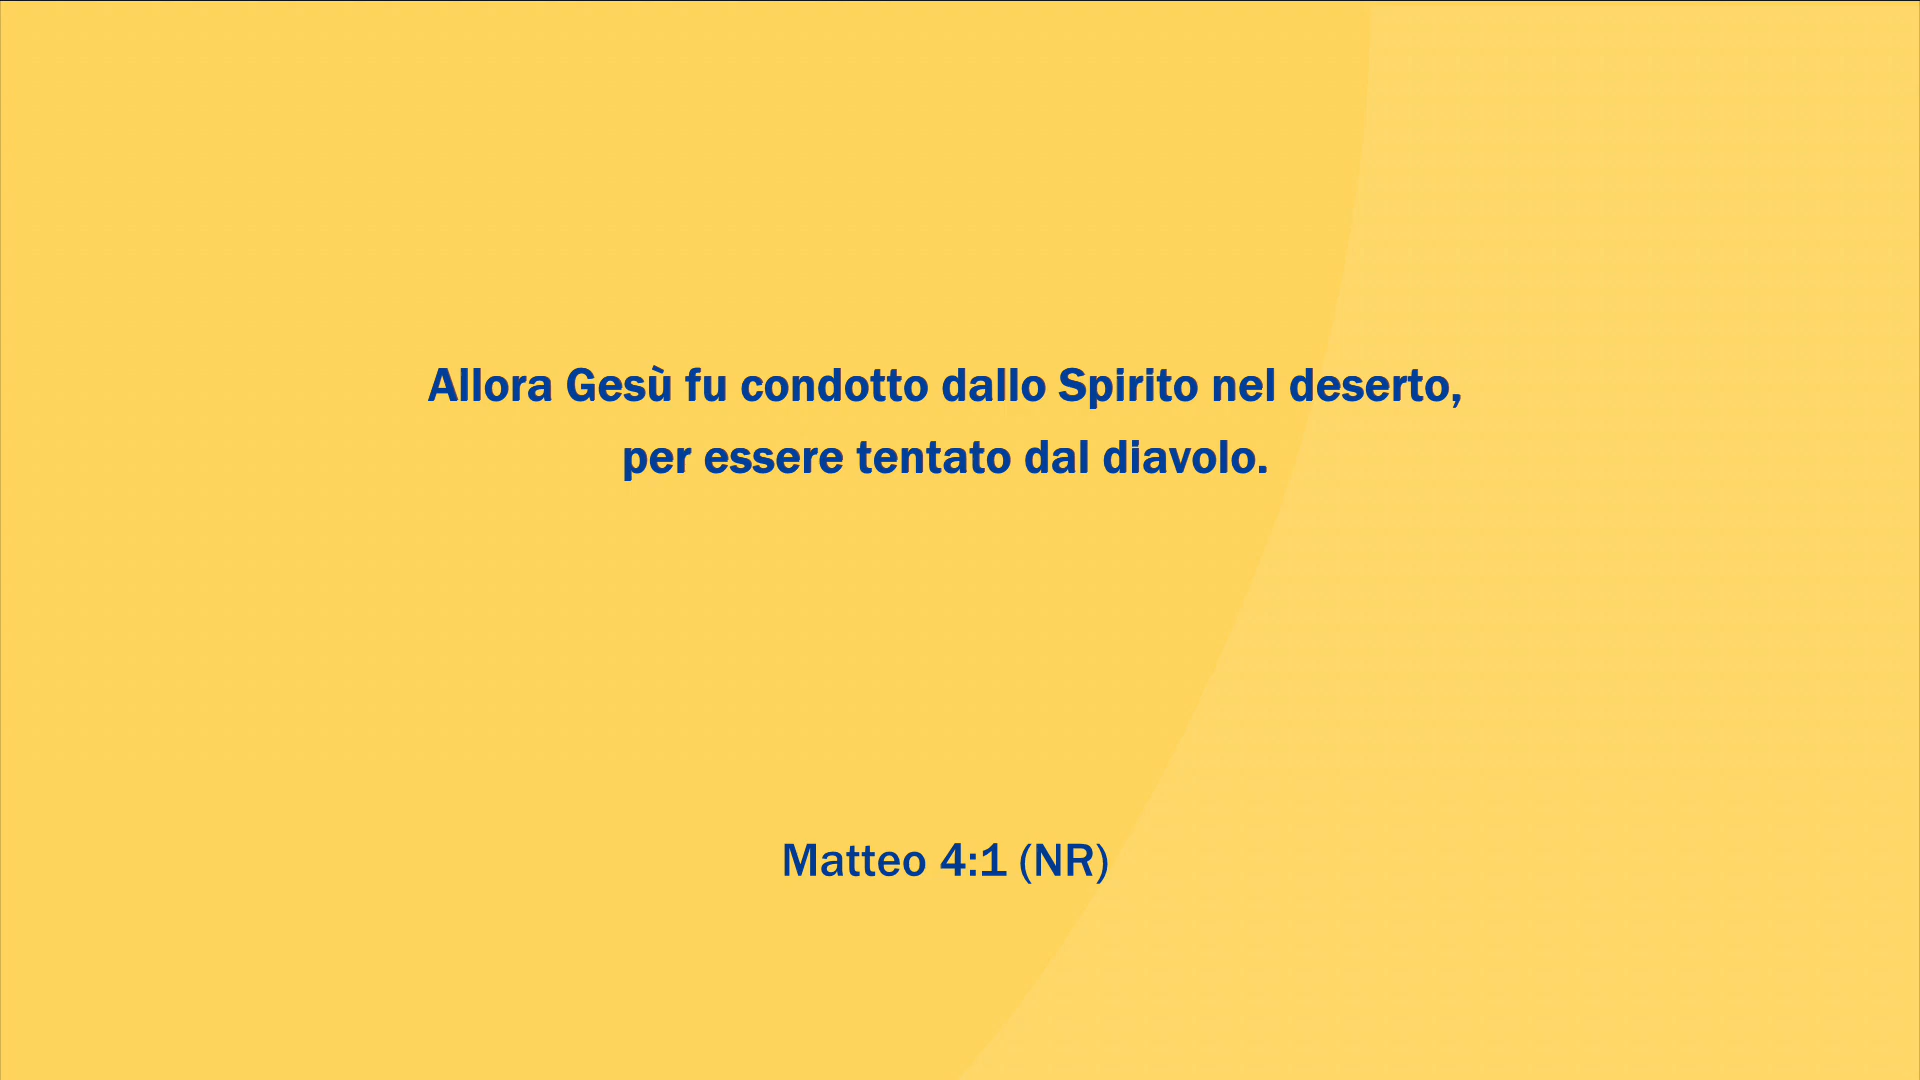 Allora Gesù fu condotto dallo Spirito nel deserto,
per essere tentato dal diavolo.
Matteo 4:1 (NR)